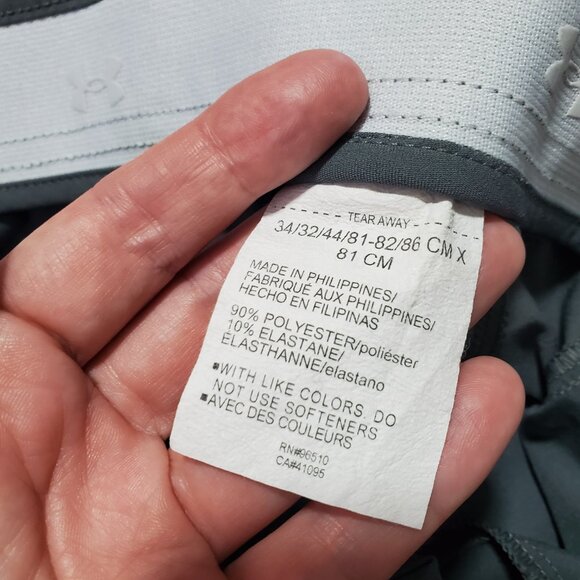 TEAR AWAY
34/32/44/81-82/86 CM X
81 CM
MADE IN PHILIPPINES/
FABRIQUÉ AUX PHILIPPINES/
HECHO EN FILIPINAS
90% POLYESTER/poliéster
10% ELASTANE/
ÉLASTHANNE/elastano
▪WITH LIKE COLORS. DO
NOT USE SOFTENERS
▪AVEC DES COULEURS
RN#96510
CA#41095